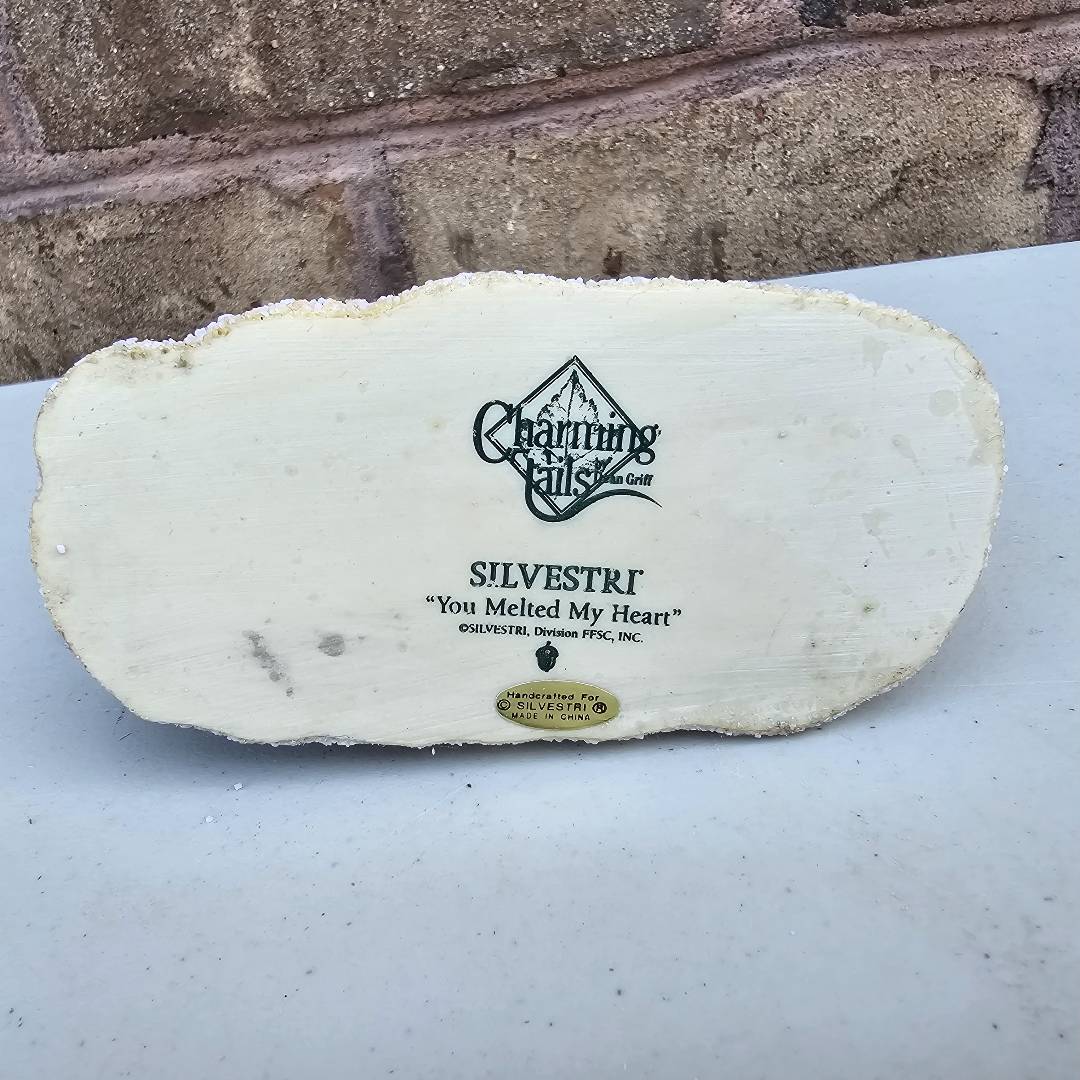 Charming
Tails
by Dean Griff
SILVESTRI
“You Melted My Heart”
©SILVESTRI, Division FFSC, INC.
Handcrafted For
© SILVESTRI ®
MADE IN CHINA